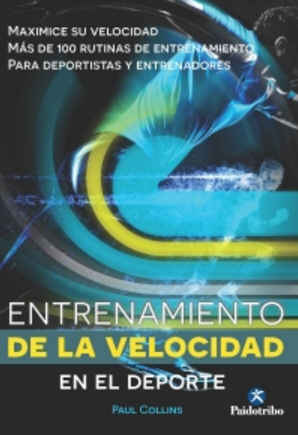 MAXIMICE SU VELOCIDAD
MÁS DE 100 RUTINAS DE ENTRENAMIENTO
PARA DEPORTISTAS Y ENTRENADORES
ENTRENAMIENTO
DE LA VELOCIDAD
EN EL DEPORTE
PAUL COLLINS
Paidotribo